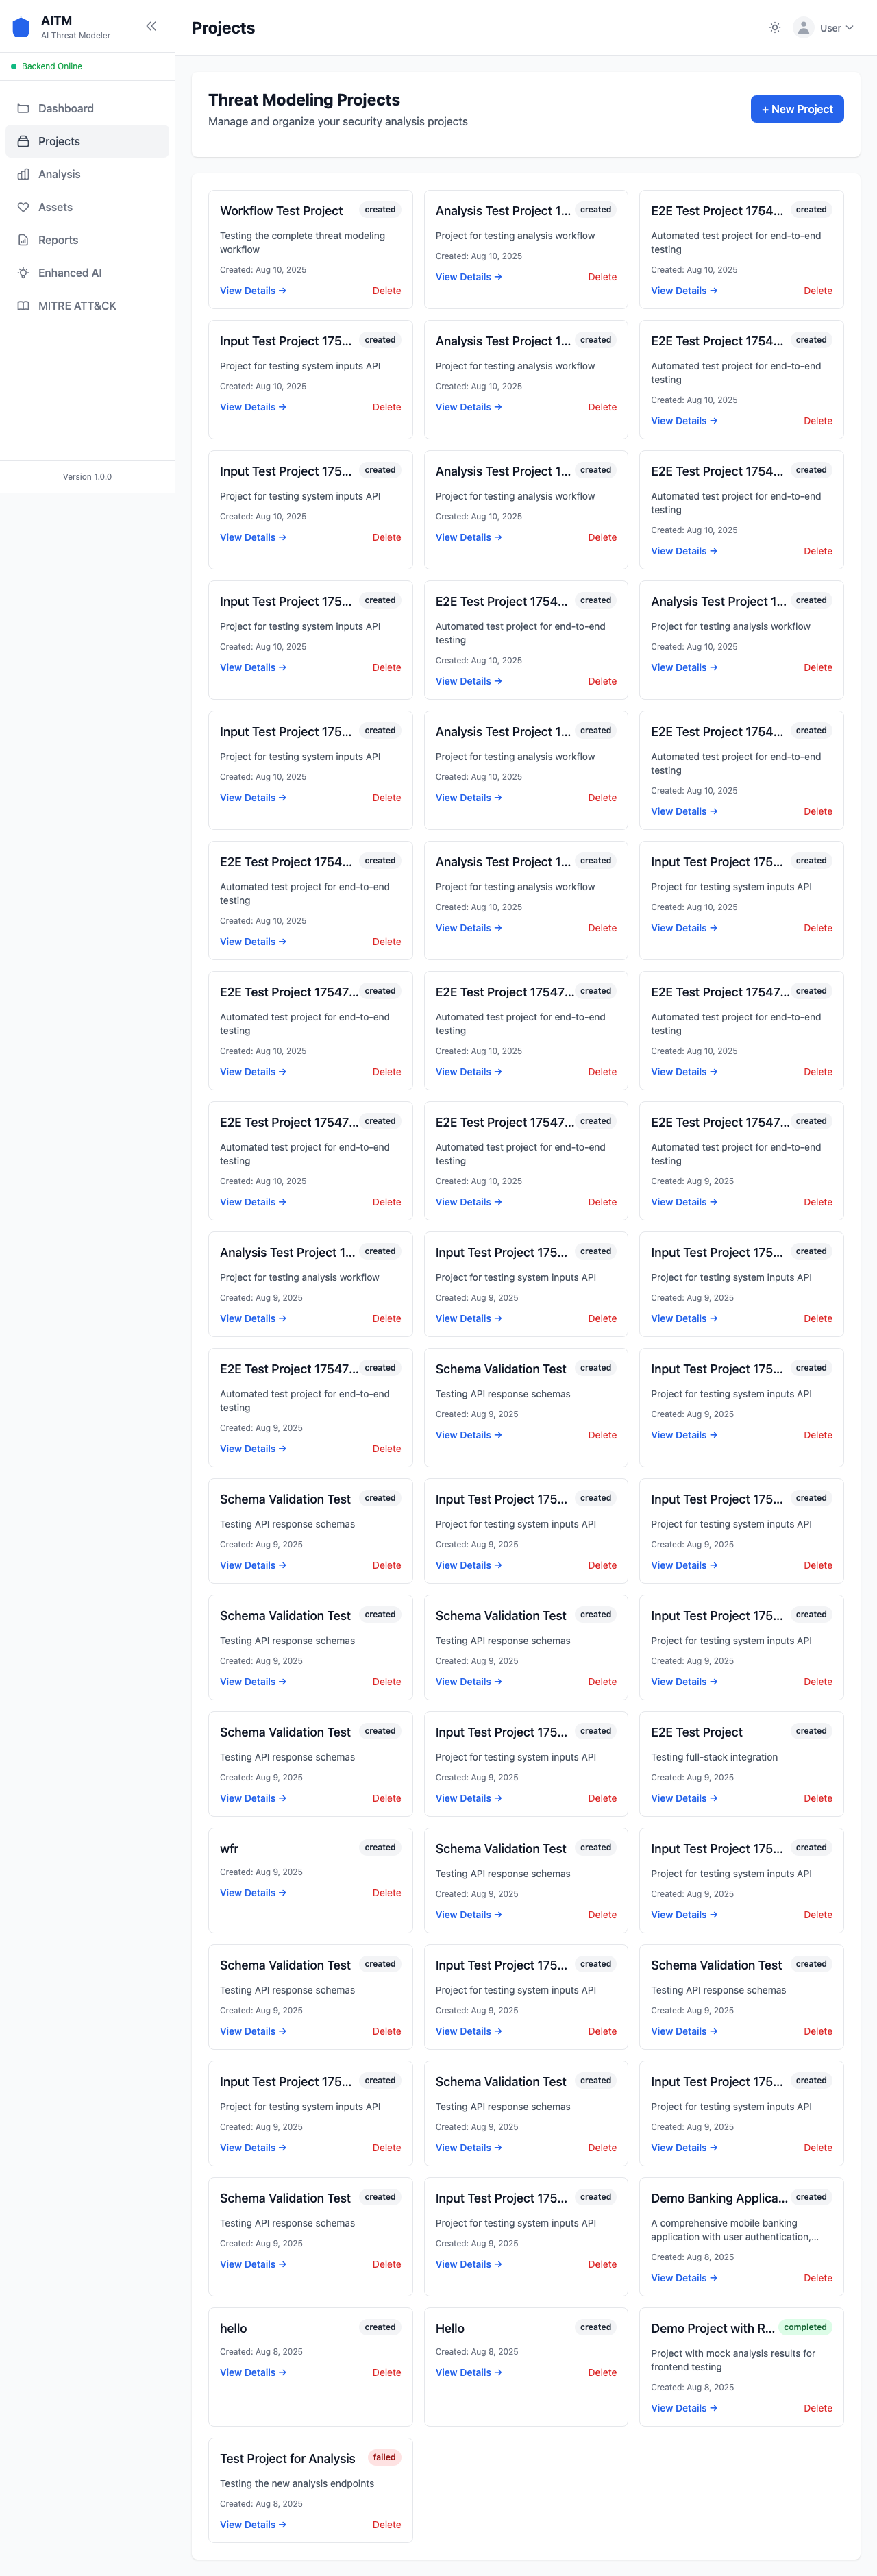 AITM
AI Threat Modeler
Backend Online
Dashboard
Projects
Analysis
Assets
Reports
Enhanced AI
MITRE ATT&CK
Version 1.0.0
Projects
User
Threat Modeling Projects
Manage and organize your security analysis projects
+ New Project
Workflow Test Project
created
Testing the complete threat modeling
workflow
Created: Aug 10, 2025
View Details →
Delete
Analysis Test Project 1...
created
Project for testing analysis workflow
Created: Aug 10, 2025
View Details →
Delete
E2E Test Project 1754...
created
Automated test project for end-to-end
testing
Created: Aug 10, 2025
View Details →
Delete
Input Test Project 175...
created
Project for testing system inputs API
Created: Aug 10, 2025
View Details →
Delete
Analysis Test Project 1...
created
Project for testing analysis workflow
Created: Aug 10, 2025
View Details →
Delete
E2E Test Project 1754...
created
Automated test project for end-to-end
testing
Created: Aug 10, 2025
View Details →
Delete
Input Test Project 175...
created
Project for testing system inputs API
Created: Aug 10, 2025
View Details →
Delete
Analysis Test Project 1...
created
Project for testing analysis workflow
Created: Aug 10, 2025
View Details →
Delete
E2E Test Project 1754...
created
Automated test project for end-to-end
testing
Created: Aug 10, 2025
View Details →
Delete
Input Test Project 175...
created
Project for testing system inputs API
Created: Aug 10, 2025
View Details →
Delete
E2E Test Project 1754...
created
Automated test project for end-to-end
testing
Created: Aug 10, 2025
View Details →
Delete
Analysis Test Project 1...
created
Project for testing analysis workflow
Created: Aug 10, 2025
View Details →
Delete
Input Test Project 175...
created
Project for testing system inputs API
Created: Aug 10, 2025
View Details →
Delete
Analysis Test Project 1...
created
Project for testing analysis workflow
Created: Aug 10, 2025
View Details →
Delete
E2E Test Project 1754...
created
Automated test project for end-to-end
testing
Created: Aug 10, 2025
View Details →
Delete
E2E Test Project 1754...
created
Automated test project for end-to-end
testing
Created: Aug 10, 2025
View Details →
Delete
Analysis Test Project 1...
created
Project for testing analysis workflow
Created: Aug 10, 2025
View Details →
Delete
Input Test Project 175...
created
Project for testing system inputs API
Created: Aug 10, 2025
View Details →
Delete
E2E Test Project 17547...
created
Automated test project for end-to-end
testing
Created: Aug 10, 2025
View Details →
Delete
E2E Test Project 17547...
created
Automated test project for end-to-end
testing
Created: Aug 10, 2025
View Details →
Delete
E2E Test Project 17547...
created
Automated test project for end-to-end
testing
Created: Aug 10, 2025
View Details →
Delete
E2E Test Project 17547...
created
Automated test project for end-to-end
testing
Created: Aug 10, 2025
View Details →
Delete
E2E Test Project 17547...
created
Automated test project for end-to-end
testing
Created: Aug 10, 2025
View Details →
Delete
E2E Test Project 17547...
created
Automated test project for end-to-end
testing
Created: Aug 9, 2025
View Details →
Delete
Analysis Test Project 1...
created
Project for testing analysis workflow
Created: Aug 9, 2025
View Details →
Delete
Input Test Project 175...
created
Project for testing system inputs API
Created: Aug 9, 2025
View Details →
Delete
Input Test Project 175...
created
Project for testing system inputs API
Created: Aug 9, 2025
View Details →
Delete
E2E Test Project 17547...
created
Automated test project for end-to-end
testing
Created: Aug 9, 2025
View Details →
Delete
Schema Validation Test
created
Testing API response schemas
Created: Aug 9, 2025
View Details →
Delete
Input Test Project 175...
created
Project for testing system inputs API
Created: Aug 9, 2025
View Details →
Delete
Schema Validation Test
created
Testing API response schemas
Created: Aug 9, 2025
View Details →
Delete
Input Test Project 175...
created
Project for testing system inputs API
Created: Aug 9, 2025
View Details →
Delete
Input Test Project 175...
created
Project for testing system inputs API
Created: Aug 9, 2025
View Details →
Delete
Schema Validation Test
created
Testing API response schemas
Created: Aug 9, 2025
View Details →
Delete
Schema Validation Test
created
Testing API response schemas
Created: Aug 9, 2025
View Details →
Delete
Input Test Project 175...
created
Project for testing system inputs API
Created: Aug 9, 2025
View Details →
Delete
Schema Validation Test
created
Testing API response schemas
Created: Aug 9, 2025
View Details →
Delete
Input Test Project 175...
created
Project for testing system inputs API
Created: Aug 9, 2025
View Details →
Delete
E2E Test Project
created
Testing full-stack integration
Created: Aug 9, 2025
View Details →
Delete
wfr
created
Created: Aug 9, 2025
View Details →
Delete
Schema Validation Test
created
Testing API response schemas
Created: Aug 9, 2025
View Details →
Delete
Input Test Project 175...
created
Project for testing system inputs API
Created: Aug 9, 2025
View Details →
Delete
Schema Validation Test
created
Testing API response schemas
Created: Aug 9, 2025
View Details →
Delete
Input Test Project 175...
created
Project for testing system inputs API
Created: Aug 9, 2025
View Details →
Delete
Schema Validation Test
created
Testing API response schemas
Created: Aug 9, 2025
View Details →
Delete
Input Test Project 175...
created
Project for testing system inputs API
Created: Aug 9, 2025
View Details →
Delete
Schema Validation Test
created
Testing API response schemas
Created: Aug 9, 2025
View Details →
Delete
Input Test Project 175...
created
Project for testing system inputs API
Created: Aug 9, 2025
View Details →
Delete
Schema Validation Test
created
Testing API response schemas
Created: Aug 9, 2025
View Details →
Delete
Input Test Project 175...
created
Project for testing system inputs API
Created: Aug 9, 2025
View Details →
Delete
Demo Banking Applica...
created
A comprehensive mobile banking
application with user authentication,...
Created: Aug 8, 2025
View Details →
Delete
hello
created
Created: Aug 8, 2025
View Details →
Delete
Hello
created
Created: Aug 8, 2025
View Details →
Delete
Demo Project with R...
completed
Project with mock analysis results for
frontend testing
Created: Aug 8, 2025
View Details →
Delete
Test Project for Analysis
failed
Testing the new analysis endpoints
Created: Aug 8, 2025
View Details →
Delete